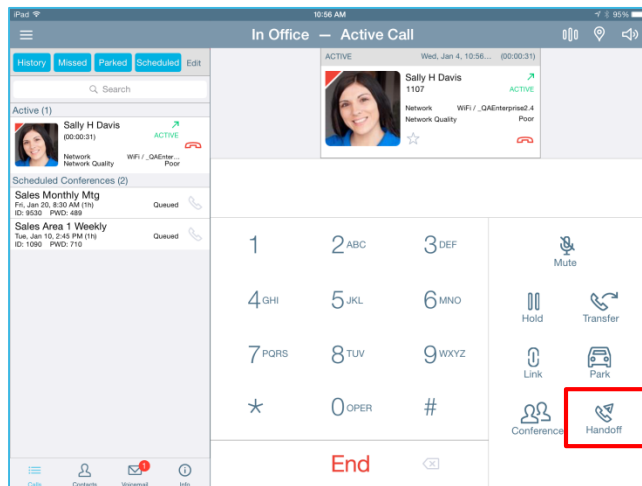 iPad 10:56 AM 95%
In Office — Active Call
History Missed Parked Scheduled Edit
Search
Active (1)
Sally H Davis
(00:00:31) ACTIVE
Network WiFi / _QAEnter...
Network Quality Poor
Scheduled Conferences (2)
Sales Monthly Mtg
Fri, Jan 20, 8:30 AM (1h) Queued
ID: 9530 PWD: 489
Sales Area 1 Weekly
Tue, Jan 10, 2:45 PM (1h) Queued
ID: 1090 PWD: 710
ACTIVE Wed, Jan 4, 10:56... (00:00:31)
Sally H Davis
1107 ACTIVE
Network WiFi / _QAEnterprise2.4
Network Quality Poor
1 2 ABC 3 DEF
Mute
4 GHI 5 JKL 6 MNO
Hold Transfer
7 PQRS 8 TUV 9 WXYZ
Link Park
* 0 OPER #
Conference Handoff
End
1
Calls Contacts Voicemail Info